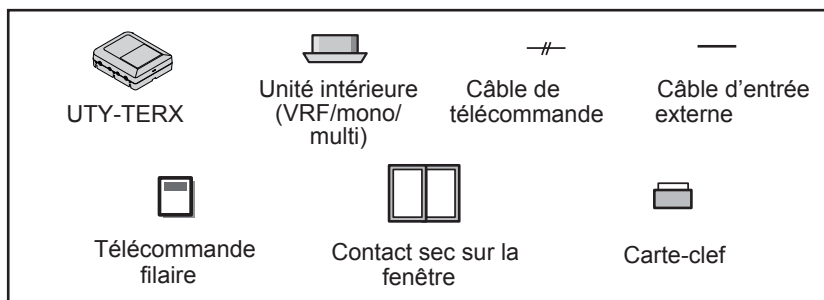 UTY-TERX
Unité intérieure
(VRF/mono/
multi)
Câble de
télécommande
Câble d’entrée
externe
Télécommande
filaire
Contact sec sur la
fenêtre
Carte-clef